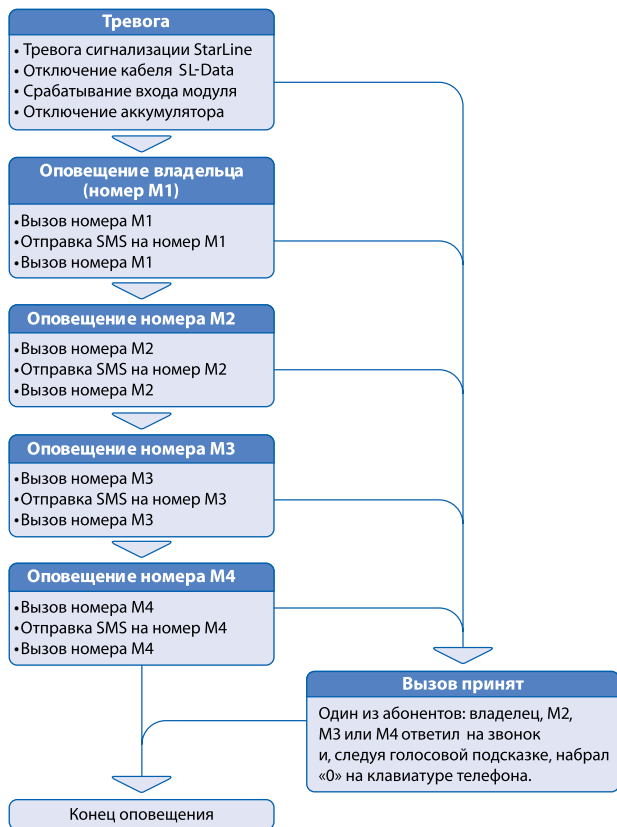 Тревога
• Тревога сигнализации StarLine
• Отключение кабеля SL-Data
• Срабатывание входа модуля
• Отключение аккумулятора
Оповещение владельца
(номер М1)
• Вызов номера М1
• Отправка SMS на номер М1
• Вызов номера М1
Оповещение номера М2
• Вызов номера М2
• Отправка SMS на номер М2
• Вызов номера М2
Оповещение номера М3
• Вызов номера М3
• Отправка SMS на номер М3
• Вызов номера М3
Оповещение номера М4
• Вызов номера М4
• Отправка SMS на номер М4
• Вызов номера М4
Вызов принят
Один из абонентов: владелец, М2,
М3 или М4 ответил на звонок
и, следуя голосовой подсказке, набрал
«0» на клавиатуре телефона.
Конец оповещения